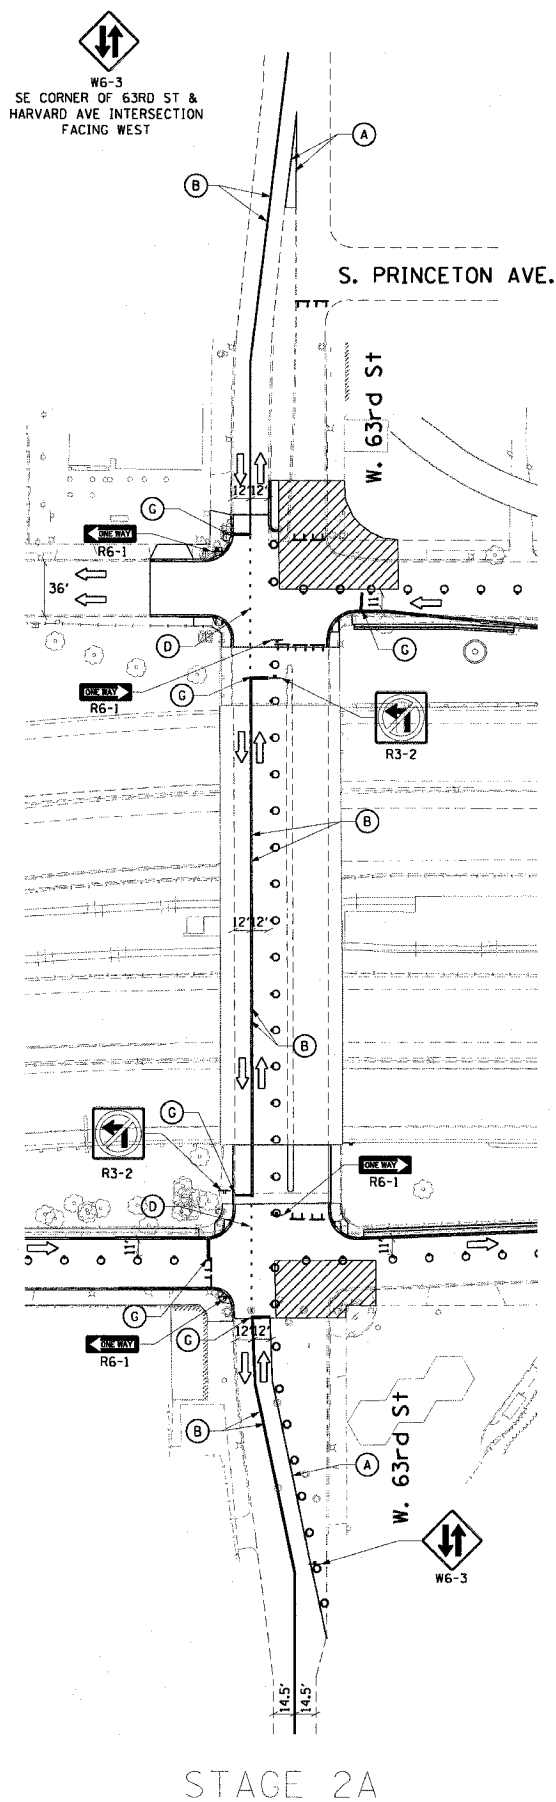 W6-3
SE CORNER OF 63RD ST &
HARVARD AVE INTERSECTION
FACING WEST
A
B
S. PRINCETON AVE.
W. 63rd St
12' 12'
G
ONE WAY
R6-1
36'
11'
D
G
G
ONE WAY
R6-1
R3-2
B
12' 12'
B
G
R3-2
ONE WAY
R6-1
D
11'
11'
G
ONE WAY
R6-1
G
12' 12'
B
A
W. 63rd St
W6-3
14.5' 14.5'
STAGE 2A